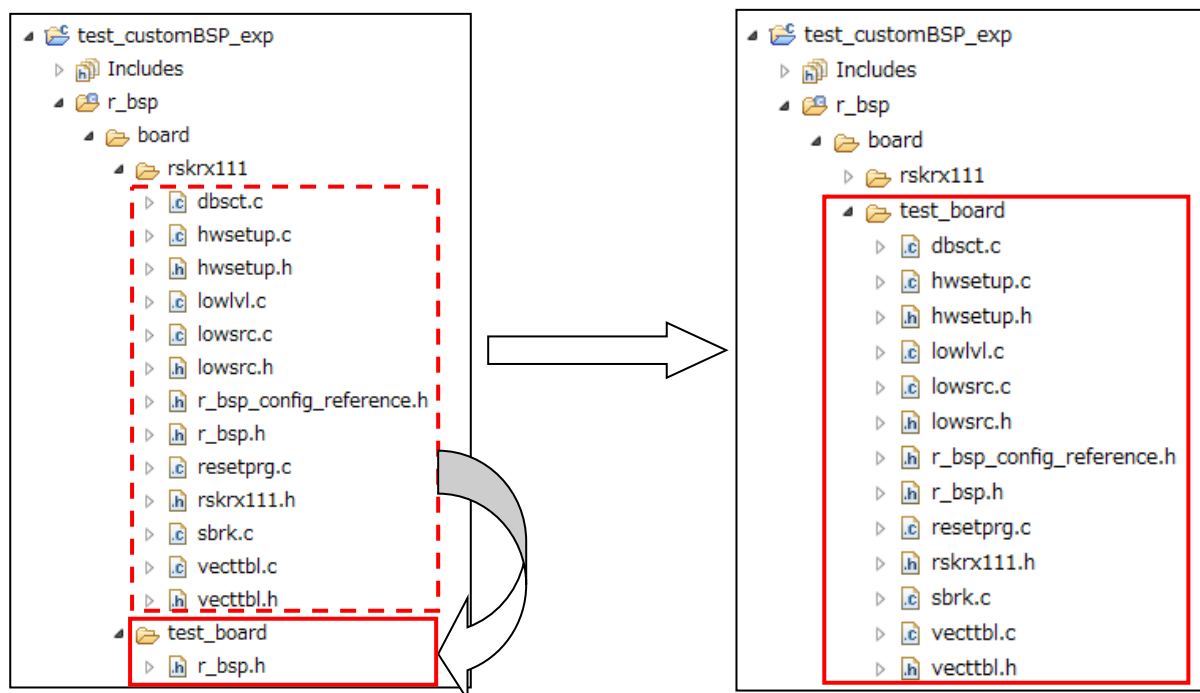 test_customBSP_exp
Includes
r_bsp
board
rskrx111
dbsct.c
hwsetup.c
hwsetup.h
lowlvl.c
lowsrc.c
lowsrc.h
r_bsp_config_reference.h
r_bsp.h
resetprg.c
rskrx111.h
sbrk.c
vecttbl.c
vecttbl.h
test_board
r_bsp.h
test_customBSP_exp
Includes
r_bsp
board
rskrx111
test_board
dbsct.c
hwsetup.c
hwsetup.h
lowlvl.c
lowsrc.c
lowsrc.h
r_bsp_config_reference.h
r_bsp.h
resetprg.c
rskrx111.h
sbrk.c
vecttbl.c
vecttbl.h